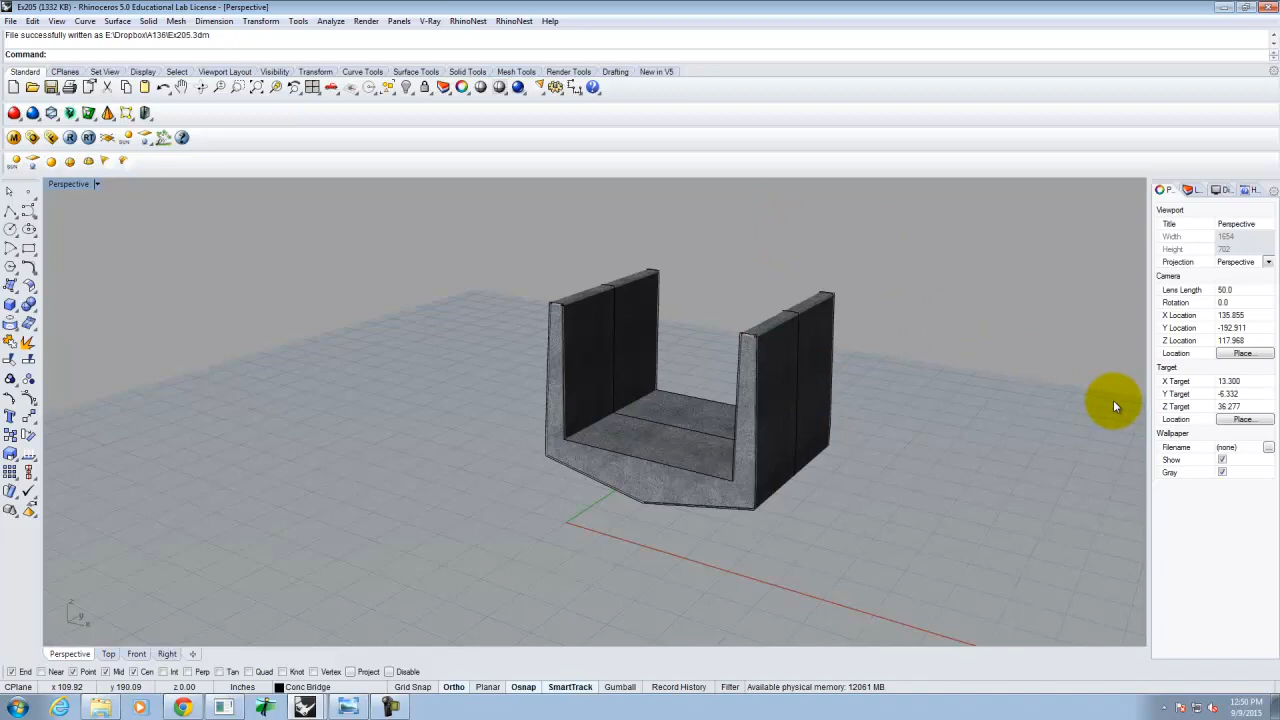 Ex205 (1332 KB) - Rhinoceros 5.0 Educational Lab License - [Perspective]
File Edit View Curve Surface Solid Mesh Dimension Transform Tools Analyze Render Panels V-Ray RhinoNest RhinoNest Help
File successfully written as E:\Dropbox\A136\Ex205.3dm
Command:
Standard CPlanes Set View Display Select Viewport Layout Visibility Transform Curve Tools Surface Tools Solid Tools Mesh Tools Render Tools Drafting New in V5
M R RT SUN ?
SUN
Perspective
P... L... Di... H...
Viewport
Title Perspective
Width 1654
Height 702
Projection Perspective
Camera
Lens Length 50.0
Rotation 0.0
X Location 135.855
Y Location -192.911
Z Location 117.968
Location Place...
Target
X Target 13.300
Y Target -6.332
Z Target 36.277
Location Place...
Wallpaper
Filename (none) ...
Show
Gray
z
y
x
Perspective Top Front Right
End Near Point Mid Cen Int Perp Tan Quad Knot Vertex Project Disable
CPlane x 109.92 y 190.09 z 0.00 Inches Conc Bridge Grid Snap Ortho Planar Osnap SmartTrack Gumball Record History Filter Available physical memory: 12061 MB
12:50 PM
9/9/2015